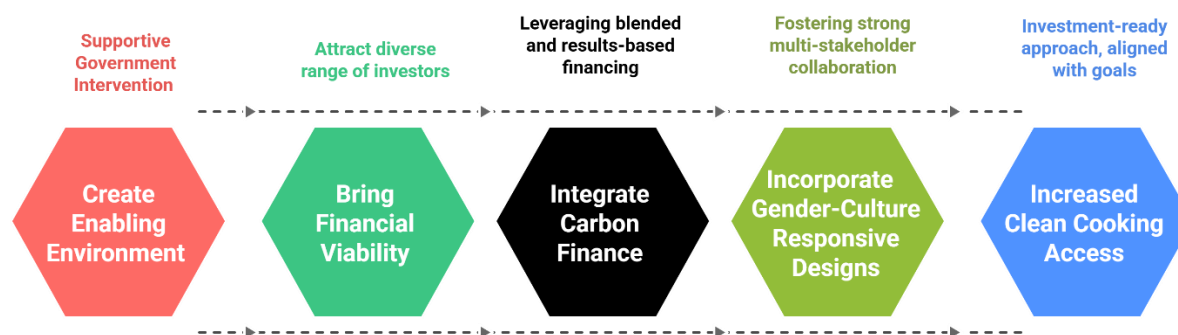 Supportive
Government
Intervention
Attract diverse
range of investors
Leveraging blended
and results-based
financing
Fostering strong
multi-stakeholder
collaboration
Investment-ready
approach, aligned
with goals
Create
Enabling
Environment
Bring
Financial
Viability
Integrate
Carbon
Finance
Incorporate
Gender-Culture
Responsive
Designs
Increased
Clean Cooking
Access